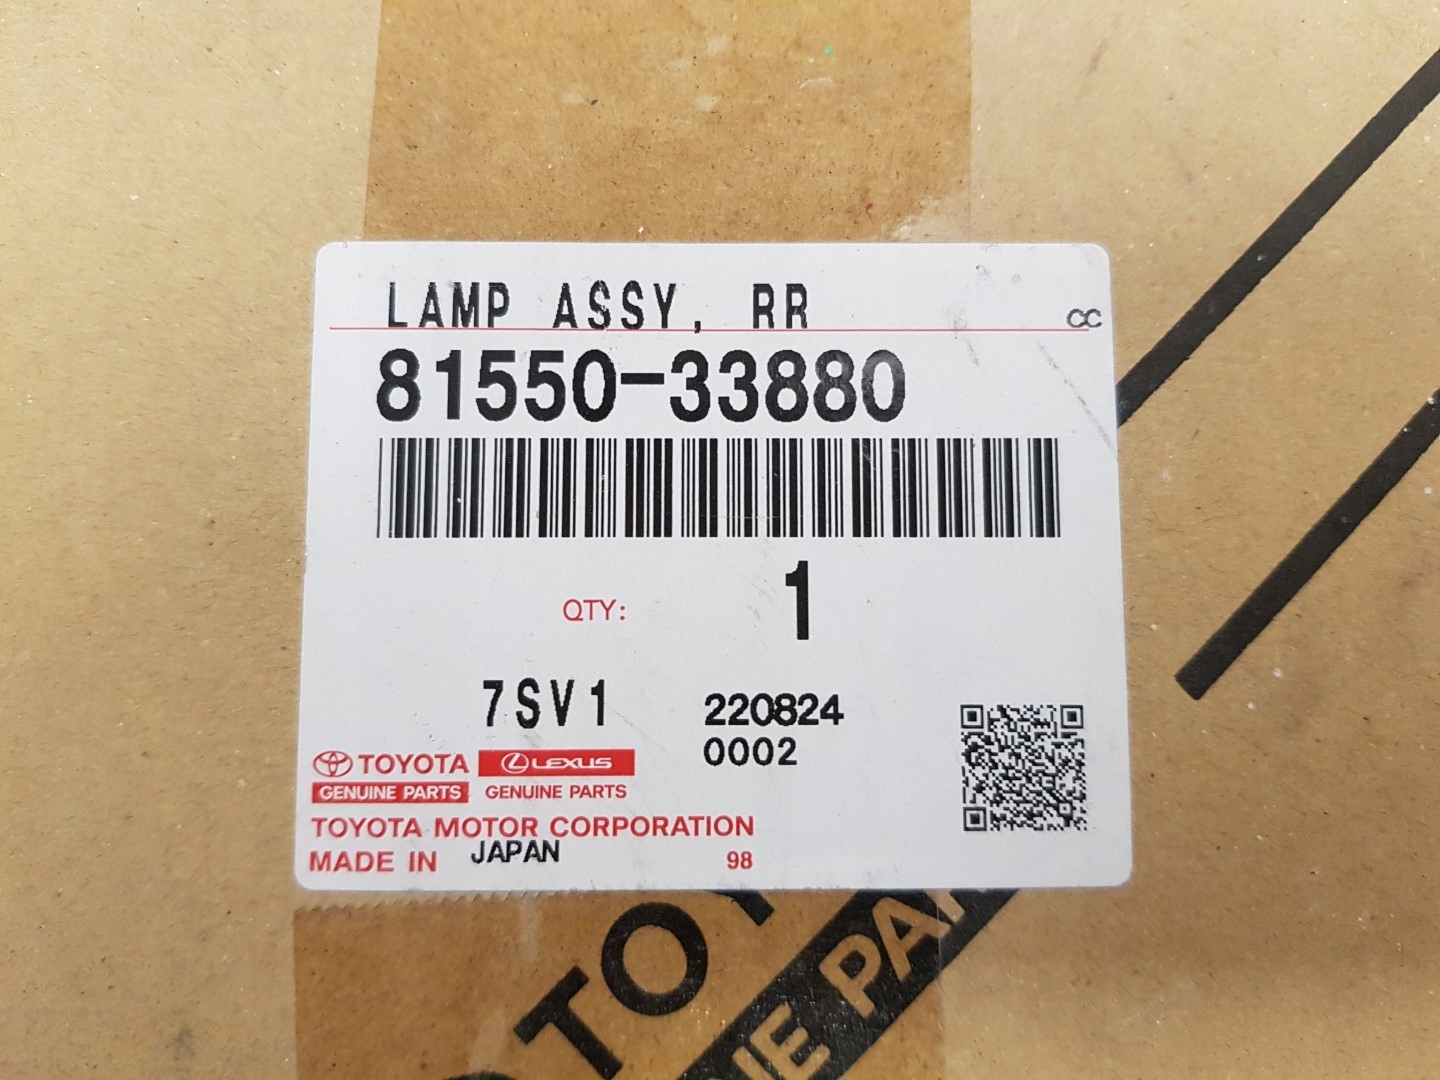 LAMP ASSY, RR
CC
81550-33880
QTY: 1
7SV1 220824
0002
TOYOTA LEXUS
GENUINE PARTS GENUINE PARTS
TOYOTA MOTOR CORPORATION
MADE IN JAPAN 98